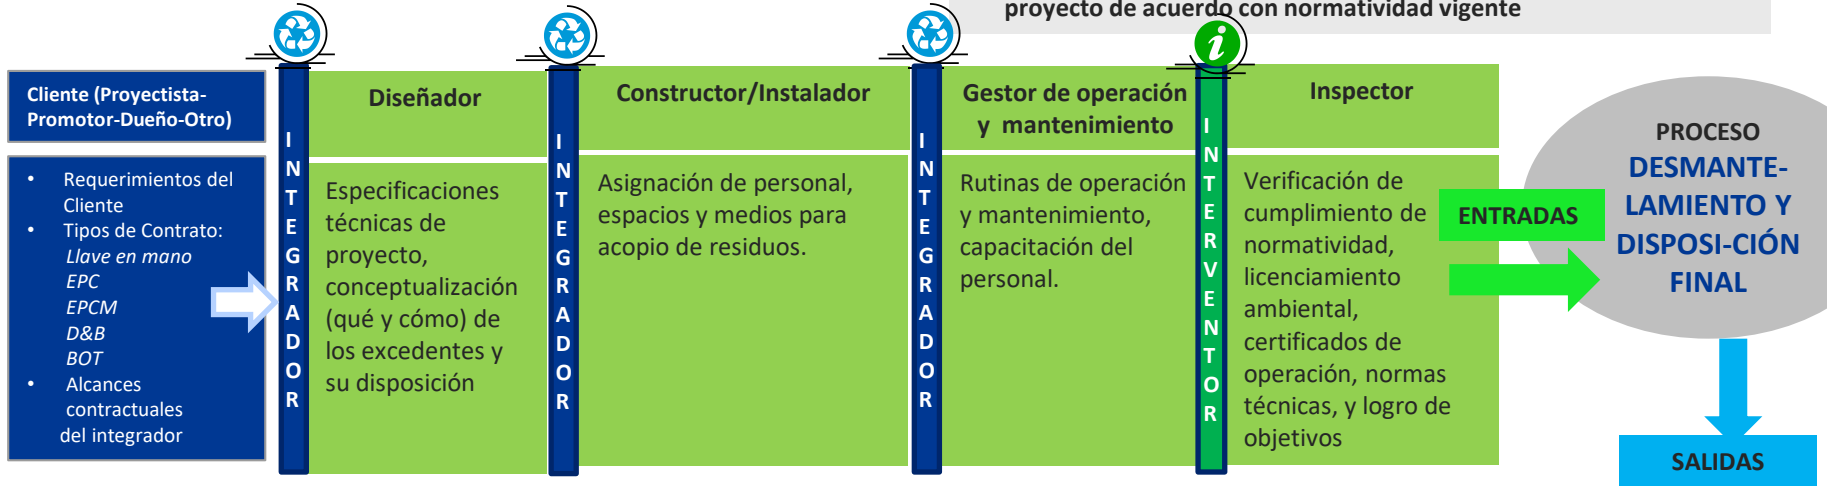 proyecto de acuerdo con normatividad vigente
Cliente (Proyectista-
Promotor-Dueño-Otro)
• Requerimientos del
Cliente
• Tipos de Contrato:
Llave en mano
EPC
EPCM
D&B
BOT
• Alcances
contractuales
del integrador
INTEGRADOR
Diseñador
Especificaciones
técnicas de
proyecto,
conceptualización
(qué y cómo) de
los excedentes y
su disposición
INTEGRADOR
Constructor/Instalador
Asignación de personal,
espacios y medios para
acopio de residuos.
INTEGRADOR
Gestor de operación
y mantenimiento
Rutinas de operación
y mantenimiento,
capacitación del
personal.
i
INTERVENTOR
Inspector
Verificación de
cumplimiento de
normatividad,
licenciamiento
ambiental,
certificados de
operación, normas
técnicas, y logro de
objetivos
ENTRADAS
PROCESO
DESMANTE-
LAMIENTO Y
DISPOSI-CIÓN
FINAL
SALIDAS